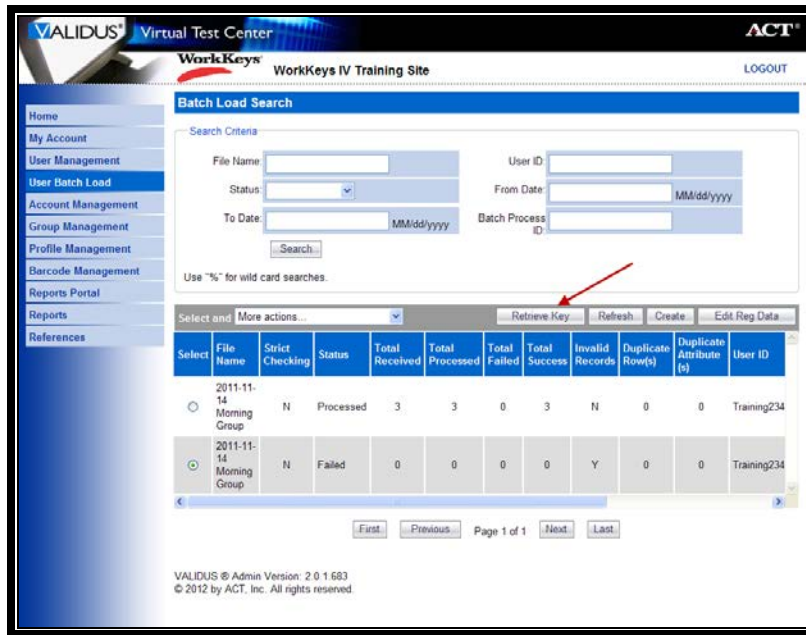 VALIDUS® Virtual Test Center ACT®
WorkKeys® WorkKeys IV Training Site LOGOUT
Home
My Account
User Management
User Batch Load
Account Management
Group Management
Profile Management
Barcode Management
Reports Portal
Reports
References
Batch Load Search
Search Criteria
File Name: User ID:
Status: From Date: MM/dd/yyyy
To Date: MM/dd/yyyy Batch Process
ID:
Search
Use "%" for wild card searches.
Select and More actions... Retrieve Key Refresh Create Edit Reg Data
Select File Name Strict Checking Status Total Received Total Processed Total Failed Total Success Invalid Records Duplicate Row(s) Duplicate Attribute (s) User ID
2011-11-
14
Morning
Group
N Processed 3 3 0 3 N 0 0 Training234
2011-11-
14
Morning
Group
N Failed 0 0 0 0 Y 0 0 Training234
First Previous Page 1 of 1 Next Last
VALIDUS ® Admin Version: 2.0.1.683
© 2012 by ACT, Inc. All rights reserved.